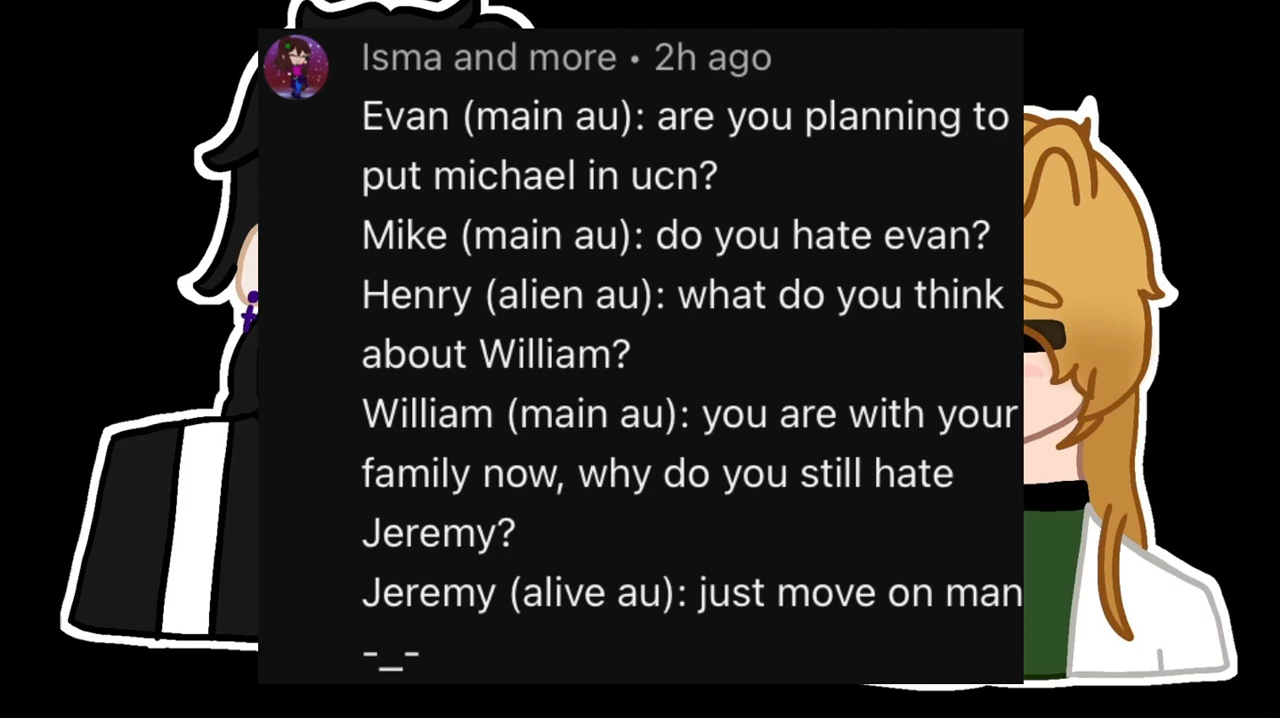 Isma and more • 2h ago
Evan (main au): are you planning to
put michael in ucn?
Mike (main au): do you hate evan?
Henry (alien au): what do you think
about William?
William (main au): you are with your
family now, why do you still hate
Jeremy?
Jeremy (alive au): just move on man
-_-